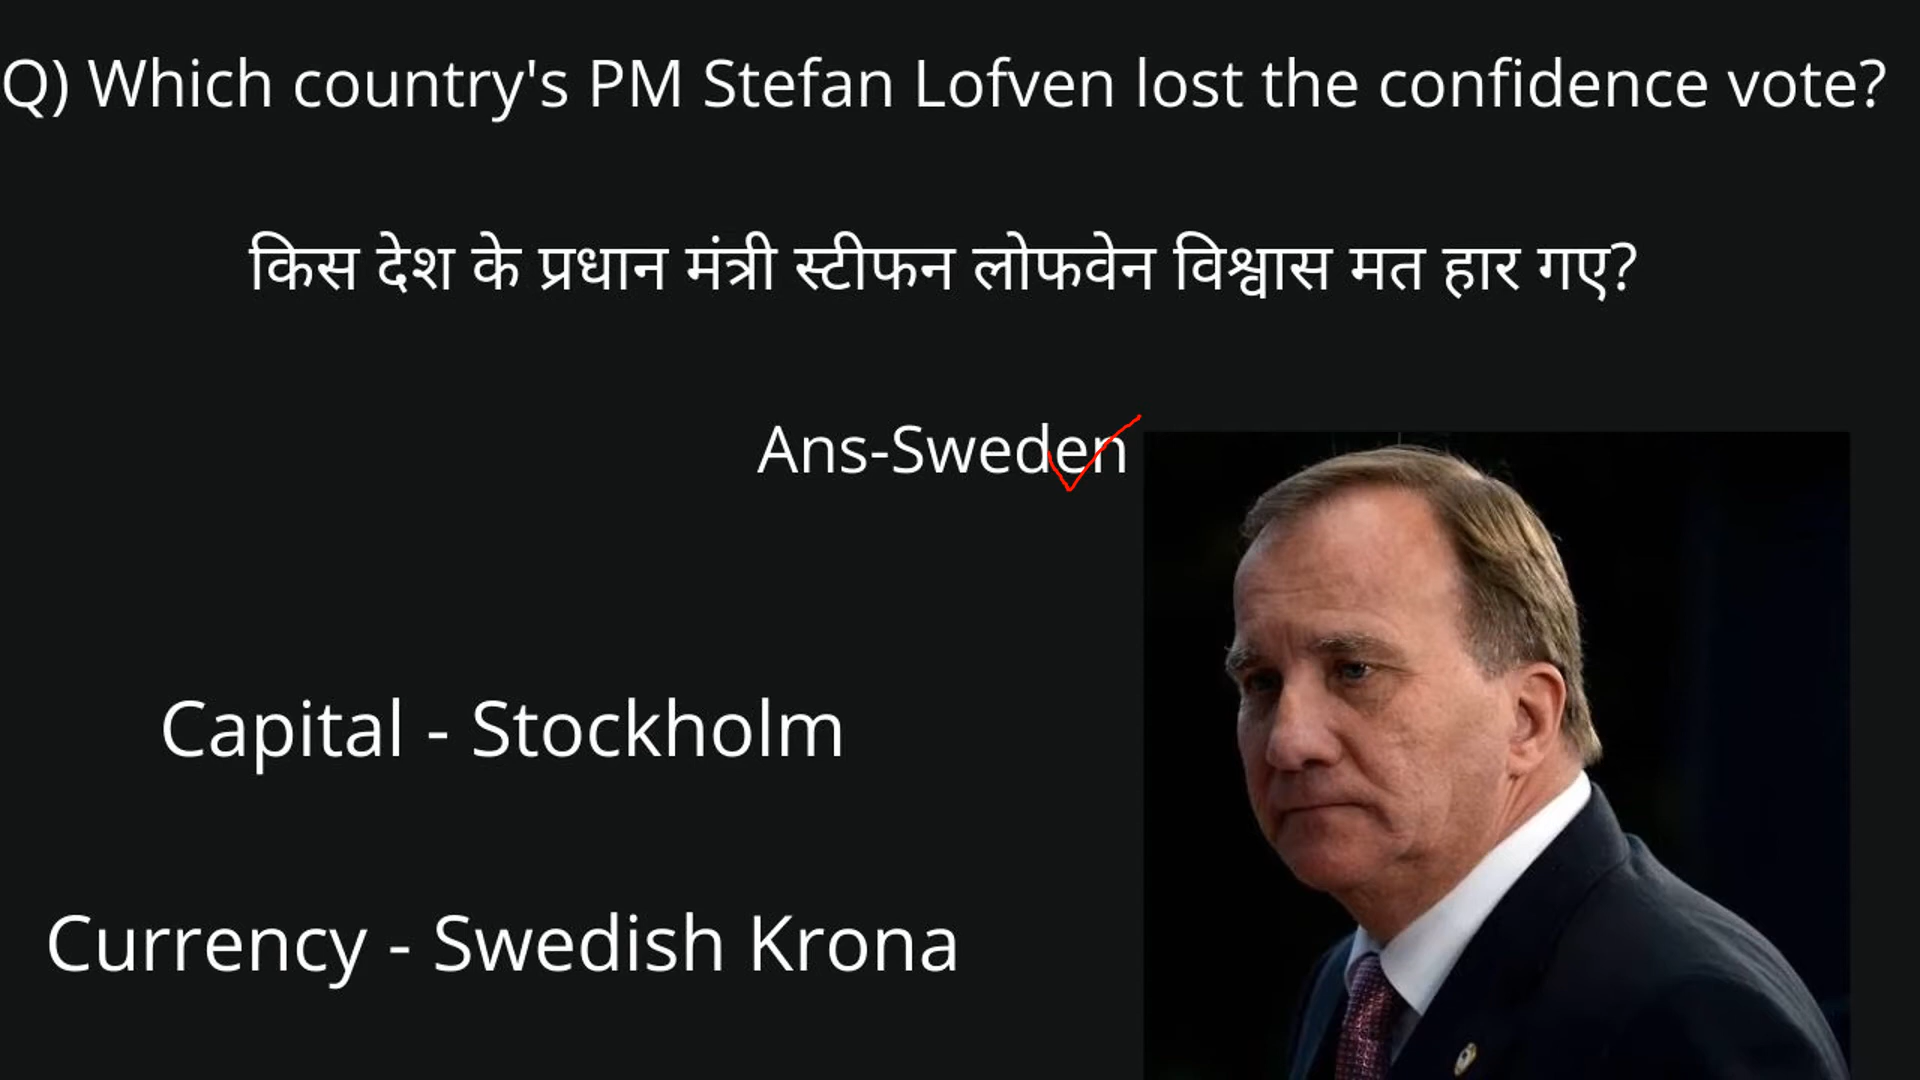 Q) Which country's PM Stefan Lofven lost the confidence vote?
किस देश के प्रधान मंत्री स्टीफन लोफवेन विश्वास मत हार गए?
Ans-Sweden
Capital - Stockholm
Currency - Swedish Krona